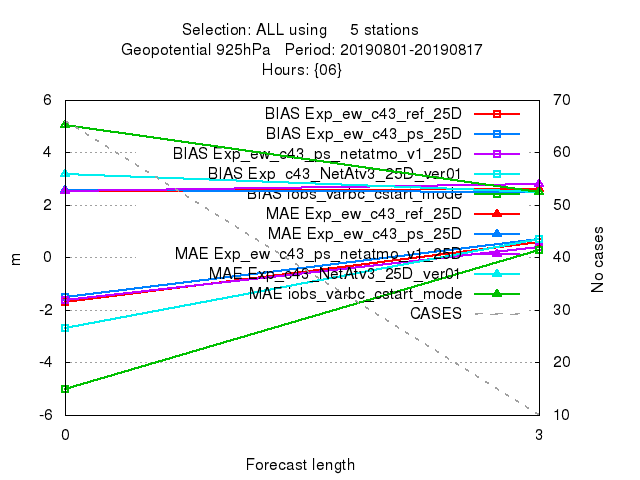 Selection: ALL using 5 stations
Geopotential 925hPa Period: 20190801-20190817
Hours: {06}
6
4
2
0
-2
-4
-6
m
BIAS Exp_ew_c43_ref_25D
BIAS Exp_ew_c43_ps_25D
BIAS Exp_ew_c43_ps_netatmo_v1_25D
BIAS Exp_c43_NetAtv3_25D_ver01
BIAS iobs_varbc_cstart_mode
MAE Exp_ew_c43_ref_25D
MAE Exp_ew_c43_ps_25D
MAE Exp_ew_c43_ps_netatmo_v1_25D
MAE Exp_c43_NetAtv3_25D_ver01
MAE iobs_varbc_cstart_mode
CASES
70
60
50
40
30
20
10
No cases
0 3
Forecast length